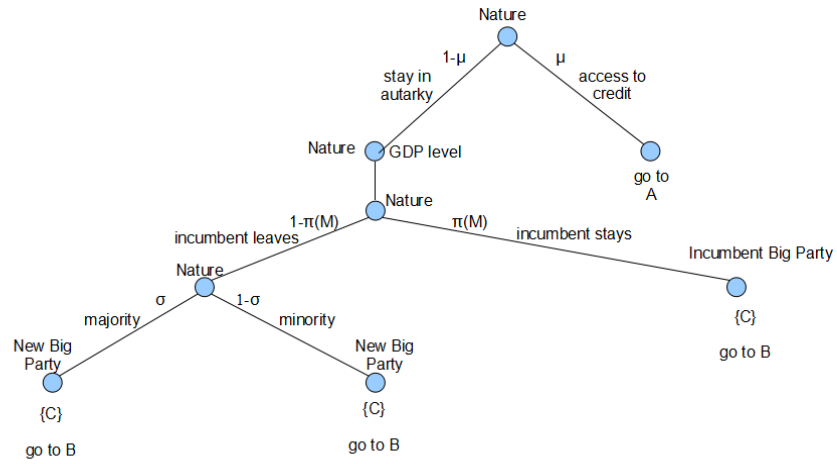 Nature
1-μ
μ
stay in
autarky
access to
credit
Nature
GDP level
go to
A
Nature
1-π(M)
π(M)
incumbent leaves
incumbent stays
Incumbent Big Party
Nature
{C}
go to B
σ
1-σ
majority
minority
New Big
Party
New Big
Party
{C}
{C}
go to B
go to B